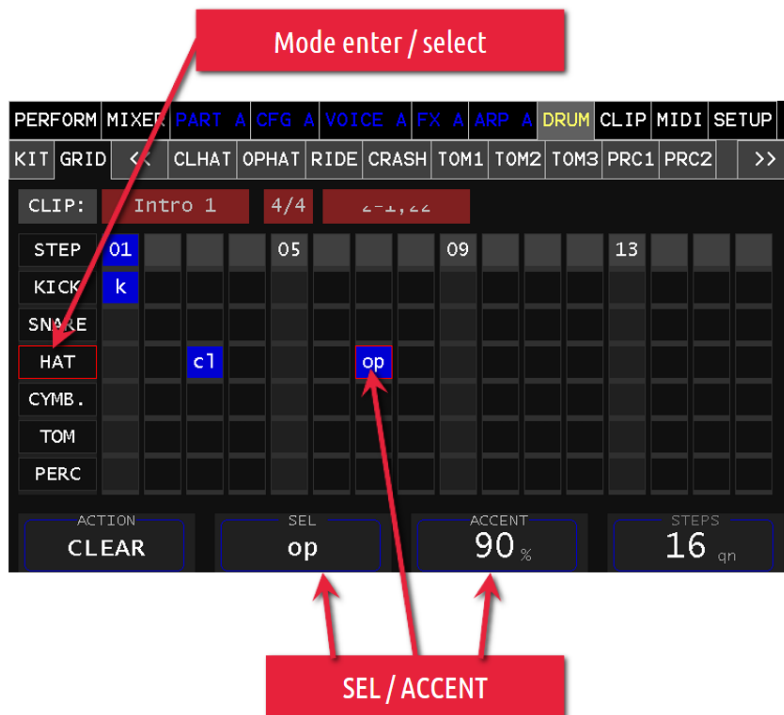 Mode enter / select
PERFORM MIXER PART A CFG A VOICE A FX A ARP A DRUM CLIP MIDI SETUP
KIT GRID << CLHAT OPHAT RIDE CRASH TOM1 TOM2 TOM3 PRC1 PRC2 >>
CLIP: Intro 1 4/4
STEP 01 05 09 13
KICK k
SNARE
HAT cl op
CYMB.
TOM
PERC
ACTION SEL ACCENT STEPS
CLEAR op 90 % 16 qn
SEL / ACCENT